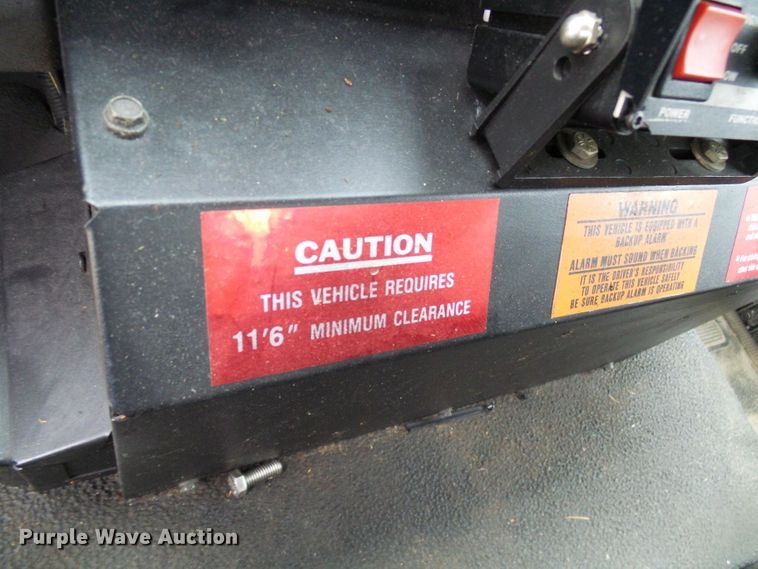 OFF
POWER
CAUTION
THIS VEHICLE REQUIRES
11'6" MINIMUM CLEARANCE
WARNING
THIS VEHICLE IS EQUIPPED WITH A
BACKUP ALARM
ALARM MUST SOUND WHEN BACKING
IT IS THE DRIVER'S RESPONSIBILITY
TO OPERATE THIS VEHICLE SAFELY
BE SURE BACKUP ALARM IS OPERATING
Purple Wave Auction